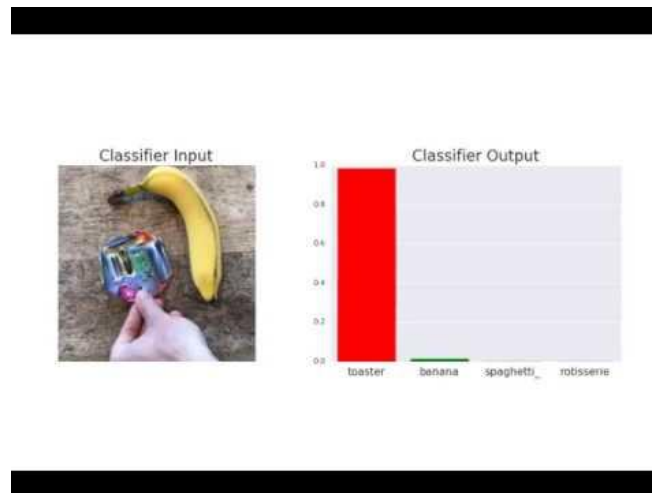 Classifier Input
Classifier Output
1.0
0.8
0.6
0.4
0.2
0.0
toaster banana spaghetti_ rotisserie